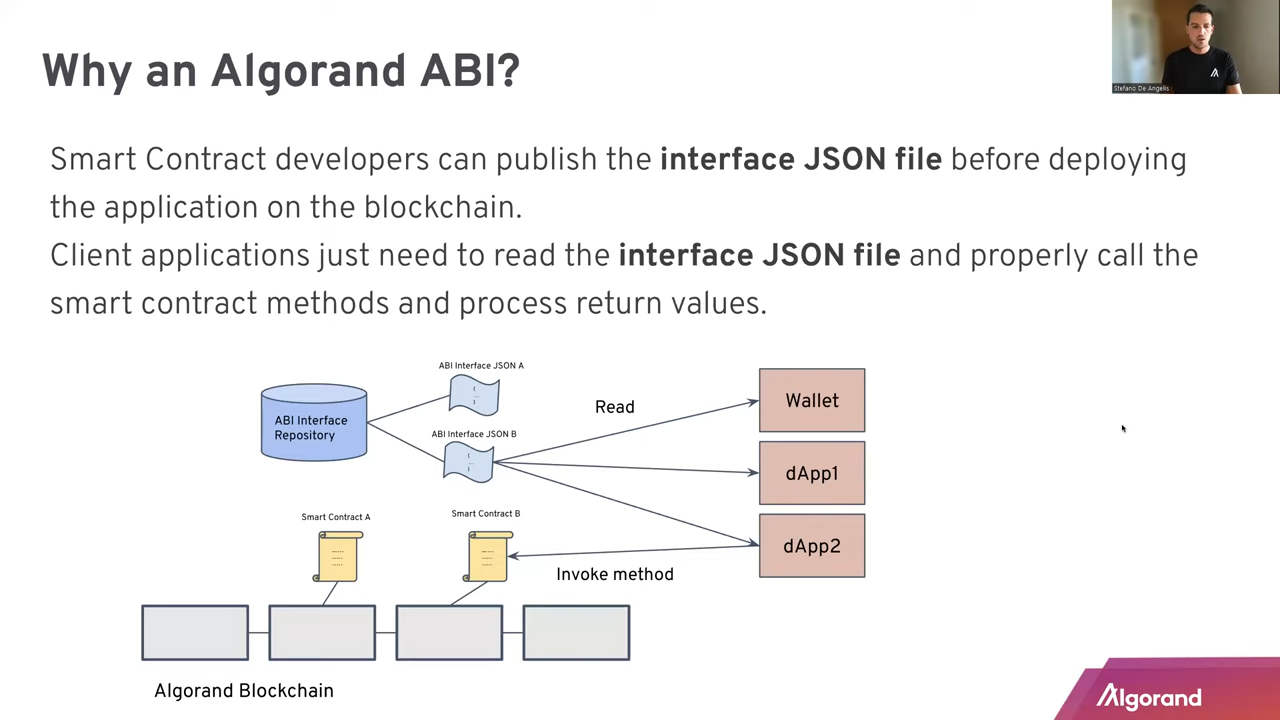 Why an Algorand ABI?
Stefano De Angelis
Smart Contract developers can publish the interface JSON file before deploying
the application on the blockchain.
Client applications just need to read the interface JSON file and properly call the
smart contract methods and process return values.
ABI Interface JSON A
ABI Interface
Repository
ABI Interface JSON B
Read
Wallet
dApp1
dApp2
Smart Contract A
Smart Contract B
Invoke method
Algorand Blockchain
Algorand